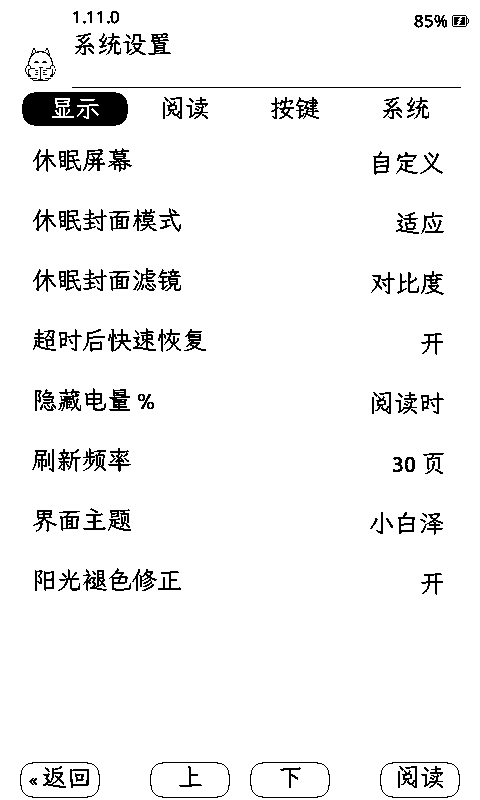 1.11.0
85%
系统设置
显示 阅读 按键 系统
休眠屏幕 自定义
休眠封面模式 适应
休眠封面滤镜 对比度
超时后快速恢复 开
隐藏电量 % 阅读时
刷新频率 30 页
界面主题 小白泽
阳光褪色修正 开
« 返回 上 下 阅读